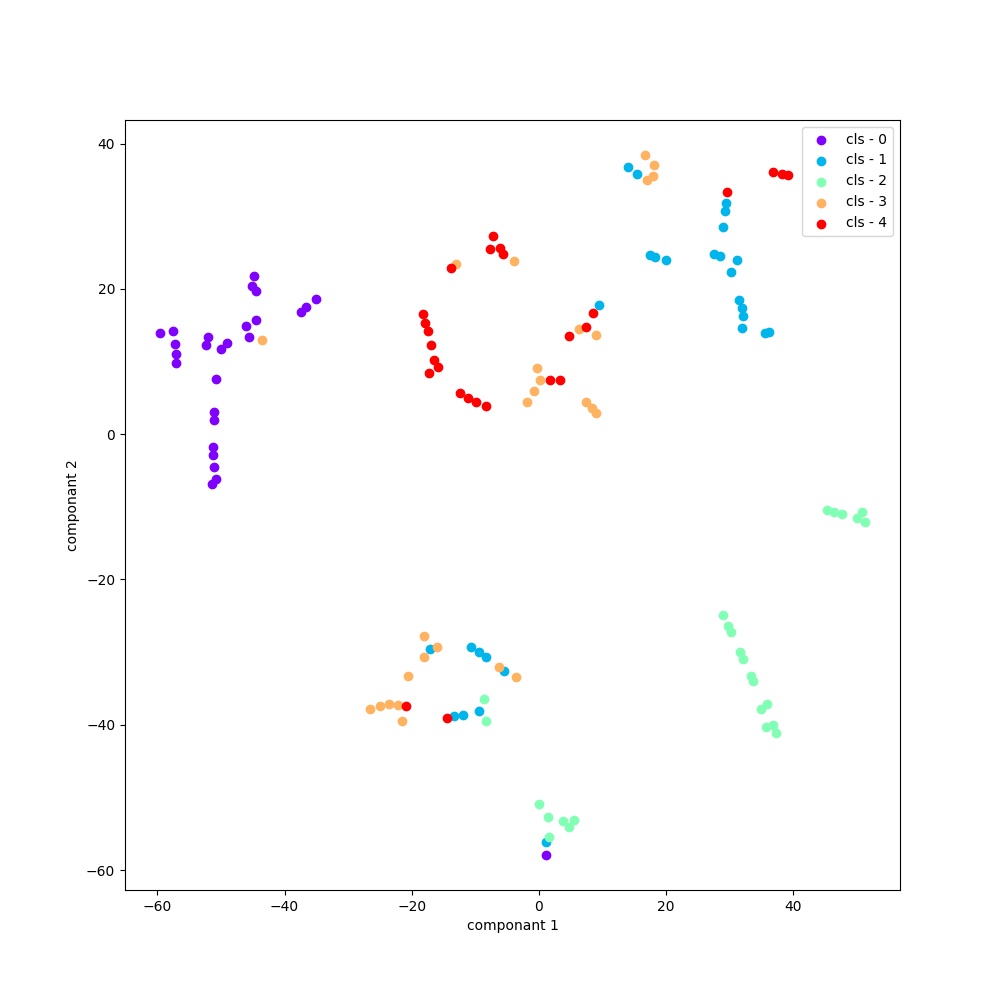 cls - 0
cls - 1
cls - 2
cls - 3
cls - 4
40
20
0
−20
−40
−60
componant 2
−60 −40 −20 0 20 40
componant 1